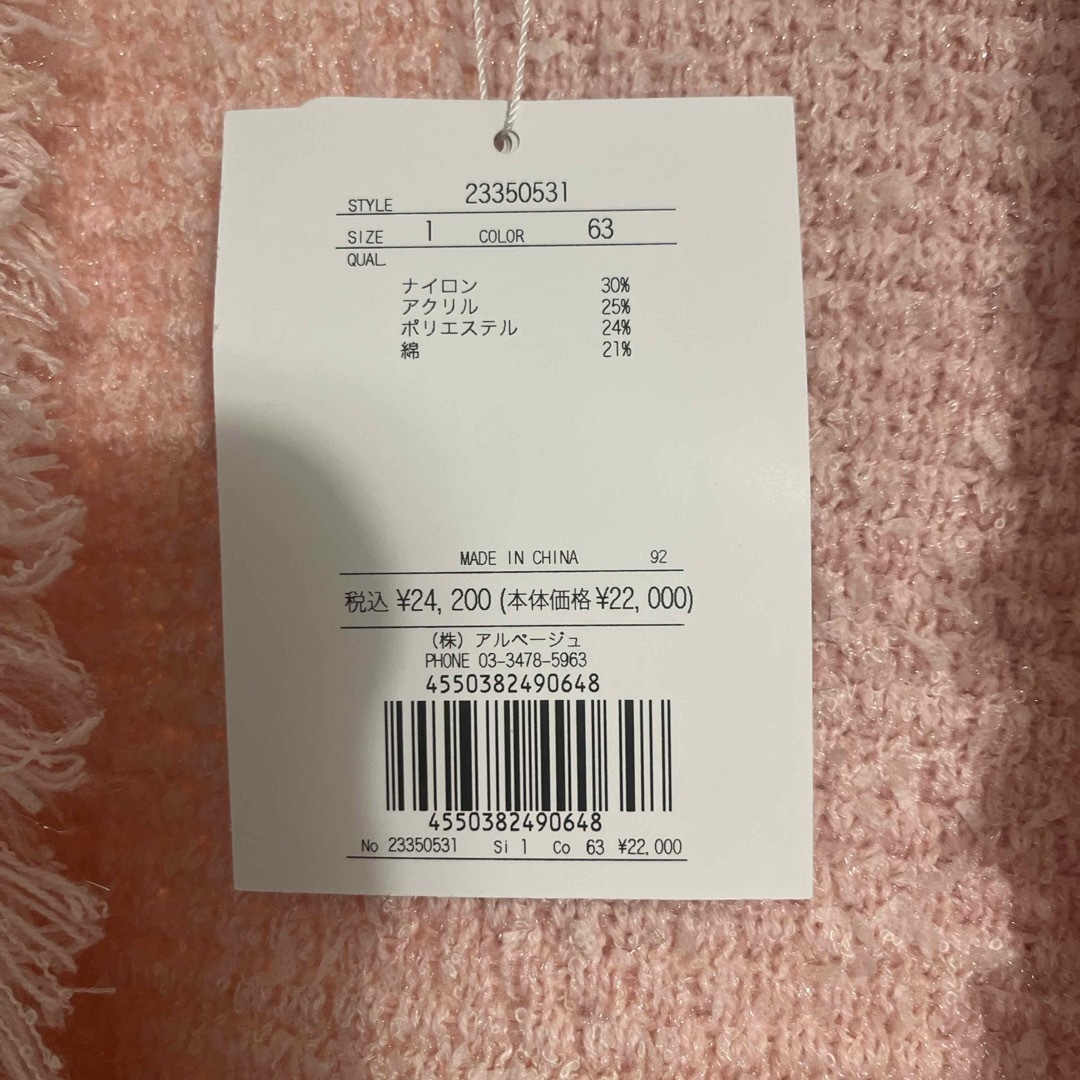 STYLE 23350531
SIZE 1 COLOR 63
QUAL.
ナイロン 30%
アクリル 25%
ポリエステル 24%
綿 21%
MADE IN CHINA 92
税込 ¥24,200 (本体価格¥22,000)
(株) アルページュ
PHONE 03-3478-5963
4550382490648
4550382490648
No 23350531 Si 1 Co 63 ¥22,000